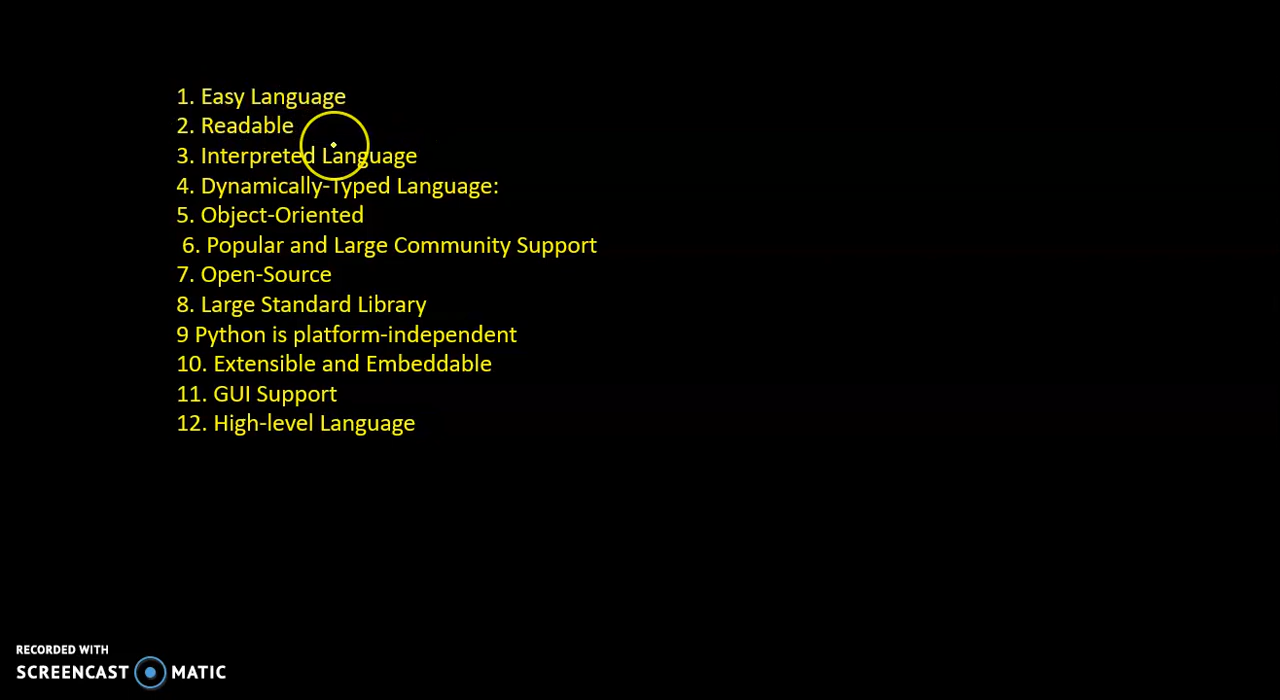 1. Easy Language
2. Readable
3. Interpreted Language
4. Dynamically-Typed Language:
5. Object-Oriented
6. Popular and Large Community Support
7. Open-Source
8. Large Standard Library
9 Python is platform-independent
10. Extensible and Embeddable
11. GUI Support
12. High-level Language
RECORDED WITH
SCREENCAST MATIC